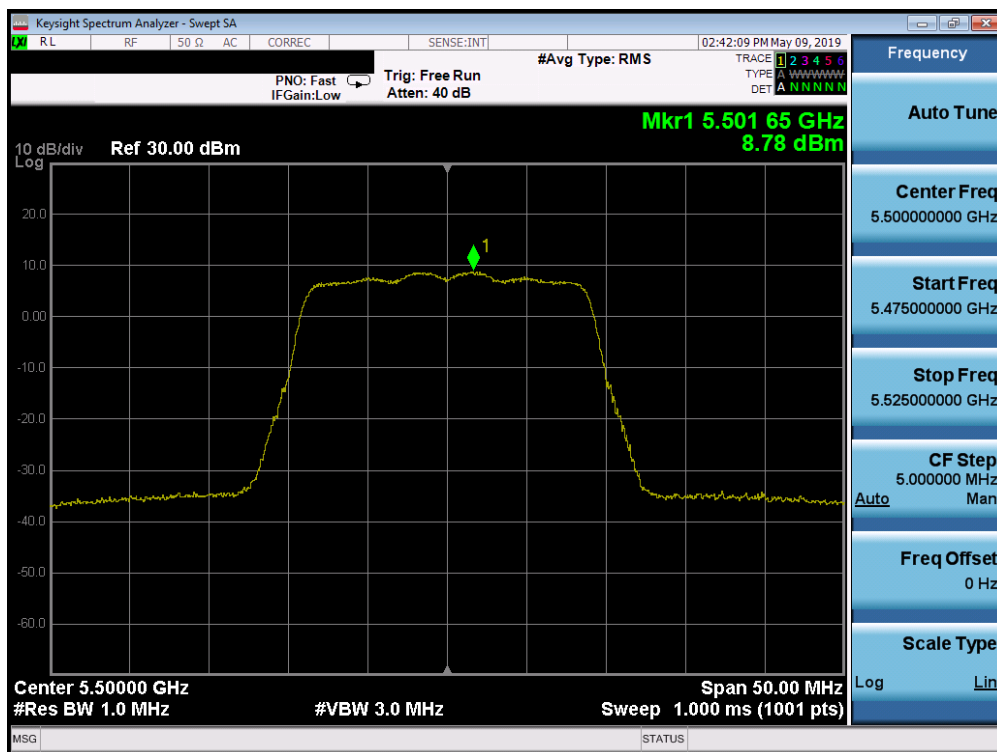 Keysight Spectrum Analyzer - Swept SA
LXI RL RF 50 Ω AC CORREC SENSE:INT 02:42:09 PM May 09, 2019
Frequency
#Avg Type: RMS
TRACE 1 2 3 4 5 6
PNO: Fast Trig: Free Run
TYPE A WWWWW
IFGain:Low Atten: 40 dB
DET A N N N N N
Auto Tune
Mkr1 5.501 65 GHz
10 dB/div Ref 30.00 dBm 8.78 dBm
Log
Center Freq
5.500000000 GHz
20.0
1
10.0
Start Freq
5.475000000 GHz
0.00
-10.0
Stop Freq
5.525000000 GHz
-20.0
-30.0
CF Step
5.000000 MHz
Auto Man
-40.0
-50.0
Freq Offset
0 Hz
-60.0
Scale Type
Log Lin
Center 5.50000 GHz Span 50.00 MHz
#Res BW 1.0 MHz #VBW 3.0 MHz Sweep 1.000 ms (1001 pts)
MSG STATUS